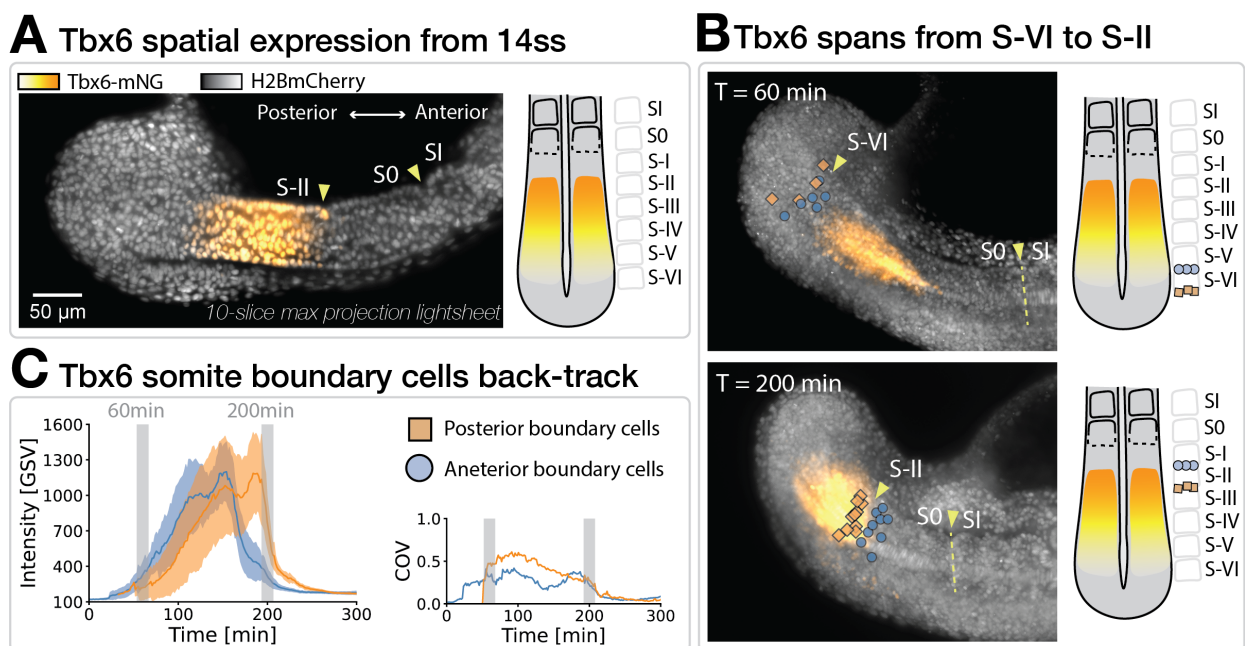 A Tbx6 spatial expression from 14ss
Tbx6-mNG H2BmCherry
Posterior Anterior
SI
S0
S-II
50 µm
10-slice max projection lightsheet
SI
S0
S-I
S-II
S-III
S-IV
S-V
S-VI
B Tbx6 spans from S-VI to S-II
T = 60 min
S-VI
S0 SI
SI
S0
S-I
S-II
S-III
S-IV
S-V
S-VI
T = 200 min
S-II
S0 SI
SI
S0
S-I
S-II
S-III
S-IV
S-V
S-VI
C Tbx6 somite boundary cells back-track
60min 200min
Intensity [GSV]
1600
1300
1000
700
400
100
0 100 200 300
Time [min]
Posterior boundary cells
Aneterior boundary cells
COV
1.0
0.5
0.0
0 100 200 300
Time [min]